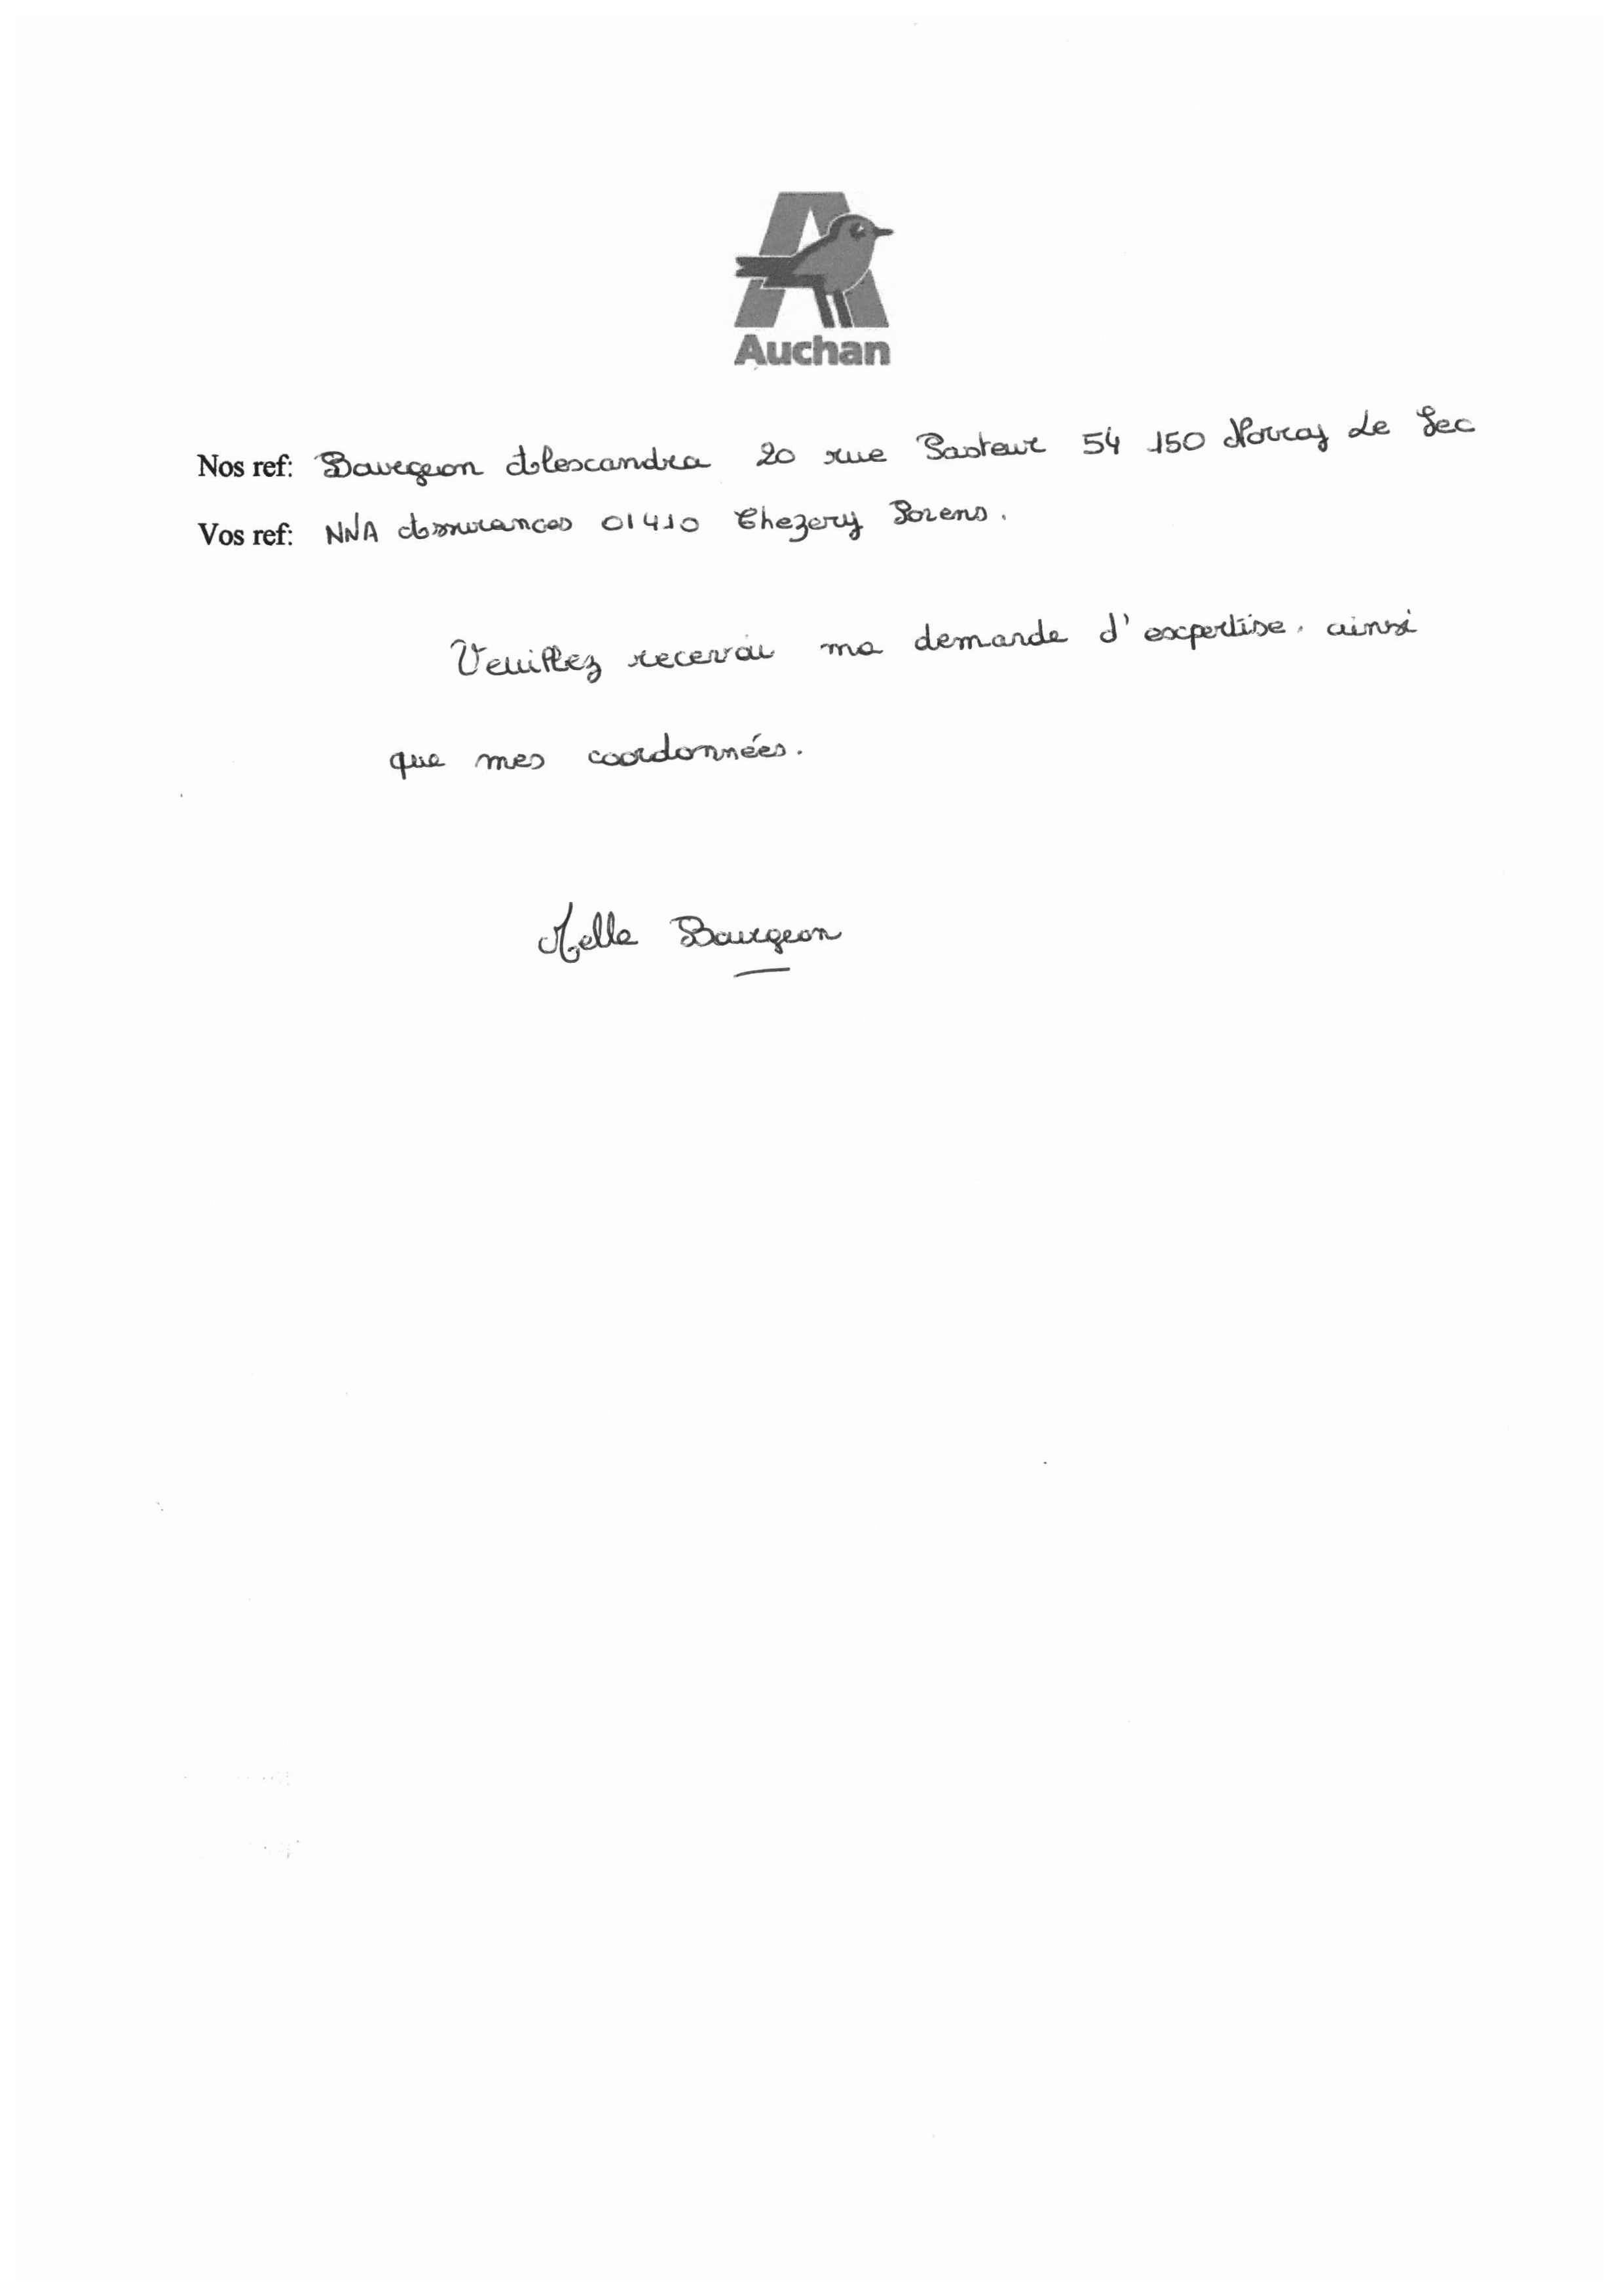 Auchan
Nos ref: Bourgeon Alexandra 20 rue Pasteur 54 150 Norroy Le Sec
Vos ref: NNA Assurances 01410 Chezery Forens.
Veuillez recevoir ma demande d'expertise. ainsi
que mes coordonnées.
Melle Bourgeon